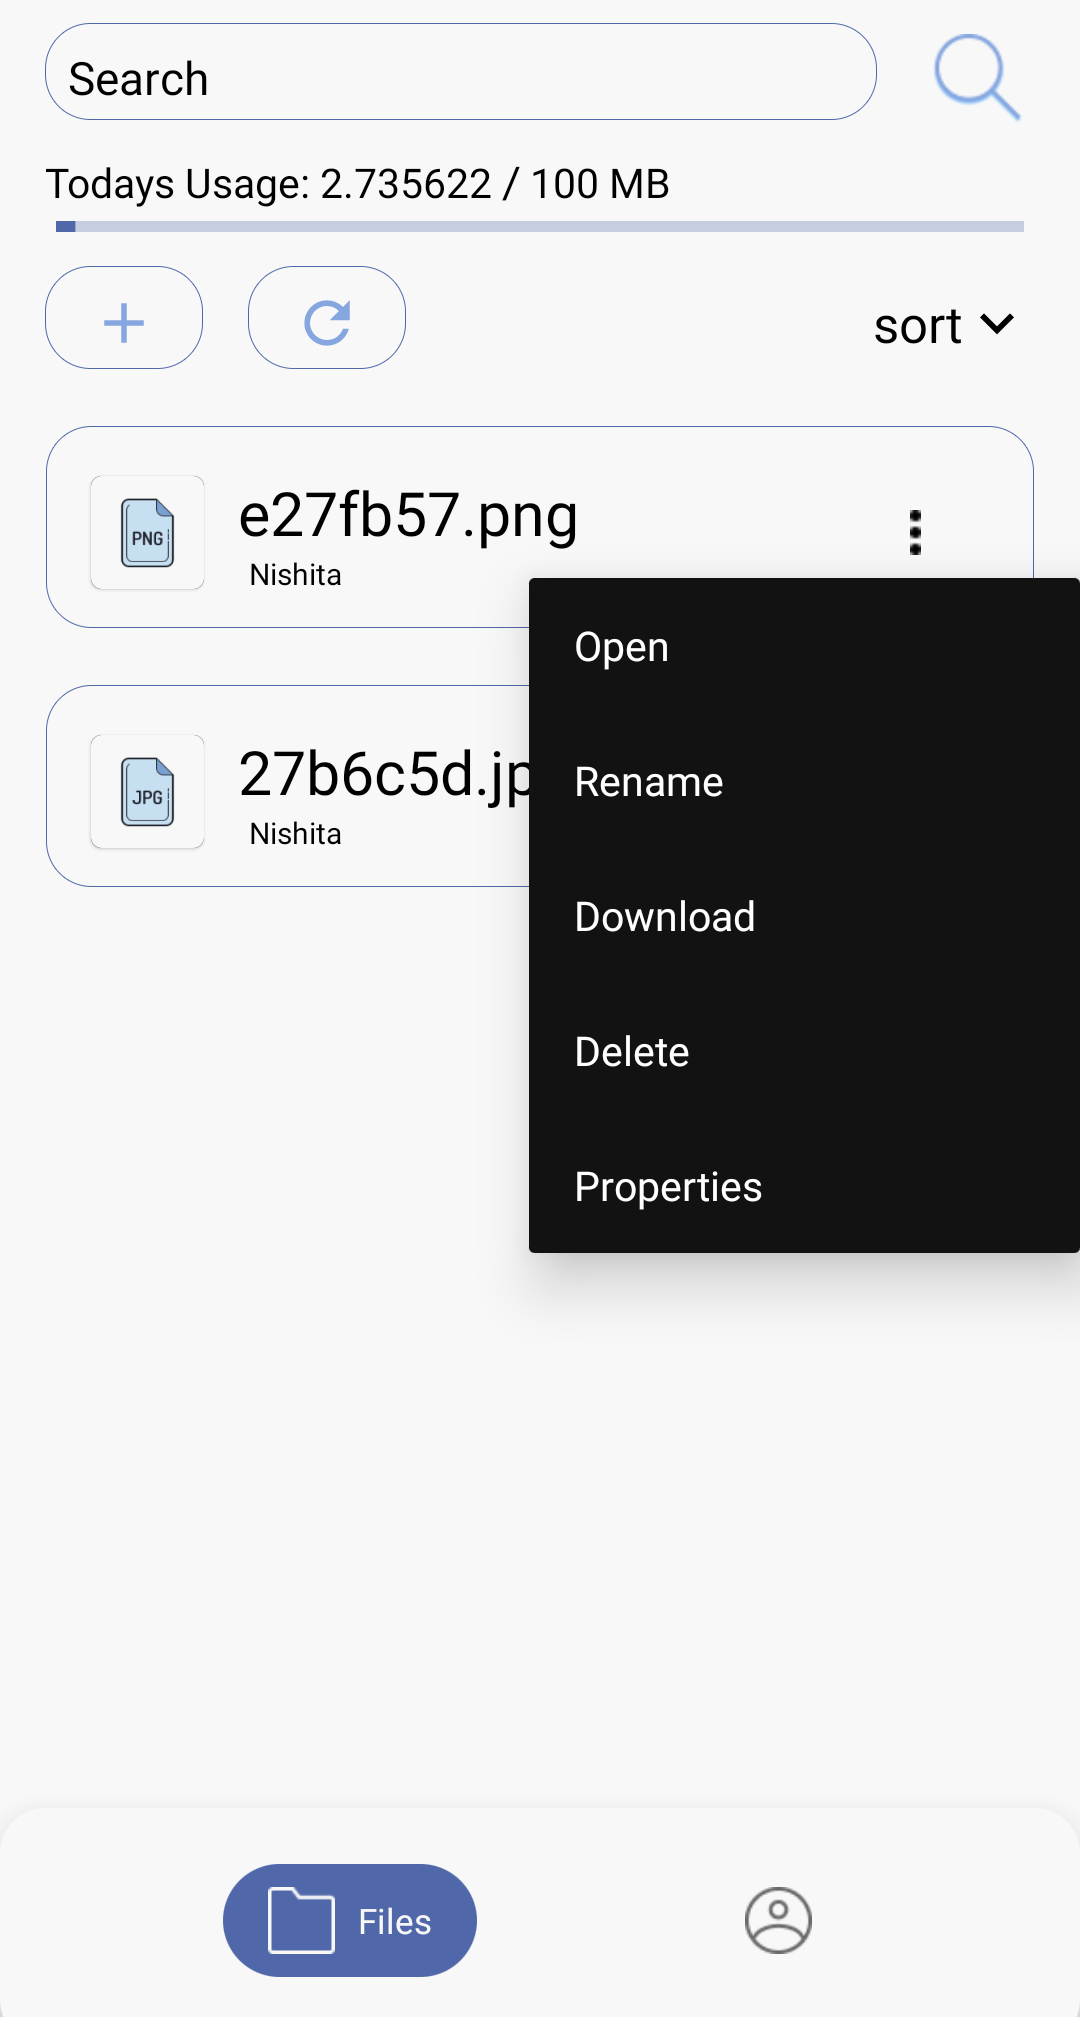 Search
Todays Usage: 2.735622 / 100 MB
sort
PNG
e27fb57.png
Nishita
JPG
27b6c5d.jp
Nishita
Open
Rename
Download
Delete
Properties
Files